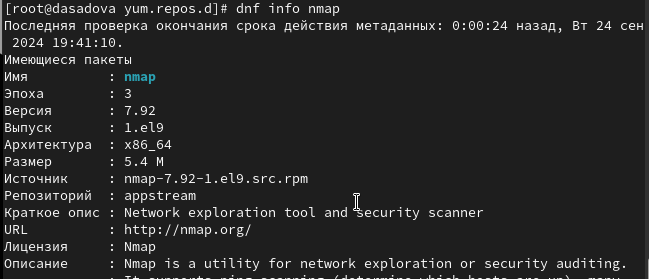 [root@dasadova yum.repos.d]# dnf info nmap
Последняя проверка окончания срока действия метаданных: 0:00:24 назад, Вт 24 сен
 2024 19:41:10.
Имеющиеся пакеты
Имя          : nmap
Эпоха        : 3
Версия       : 7.92
Выпуск       : 1.el9
Архитектура  : x86_64
Размер       : 5.4 M
Источник     : nmap-7.92-1.el9.src.rpm
Репозиторий  : appstream
Краткое опис : Network exploration tool and security scanner
URL          : http://nmap.org/
Лицензия     : Nmap
Описание     : Nmap is a utility for network exploration or security auditing.